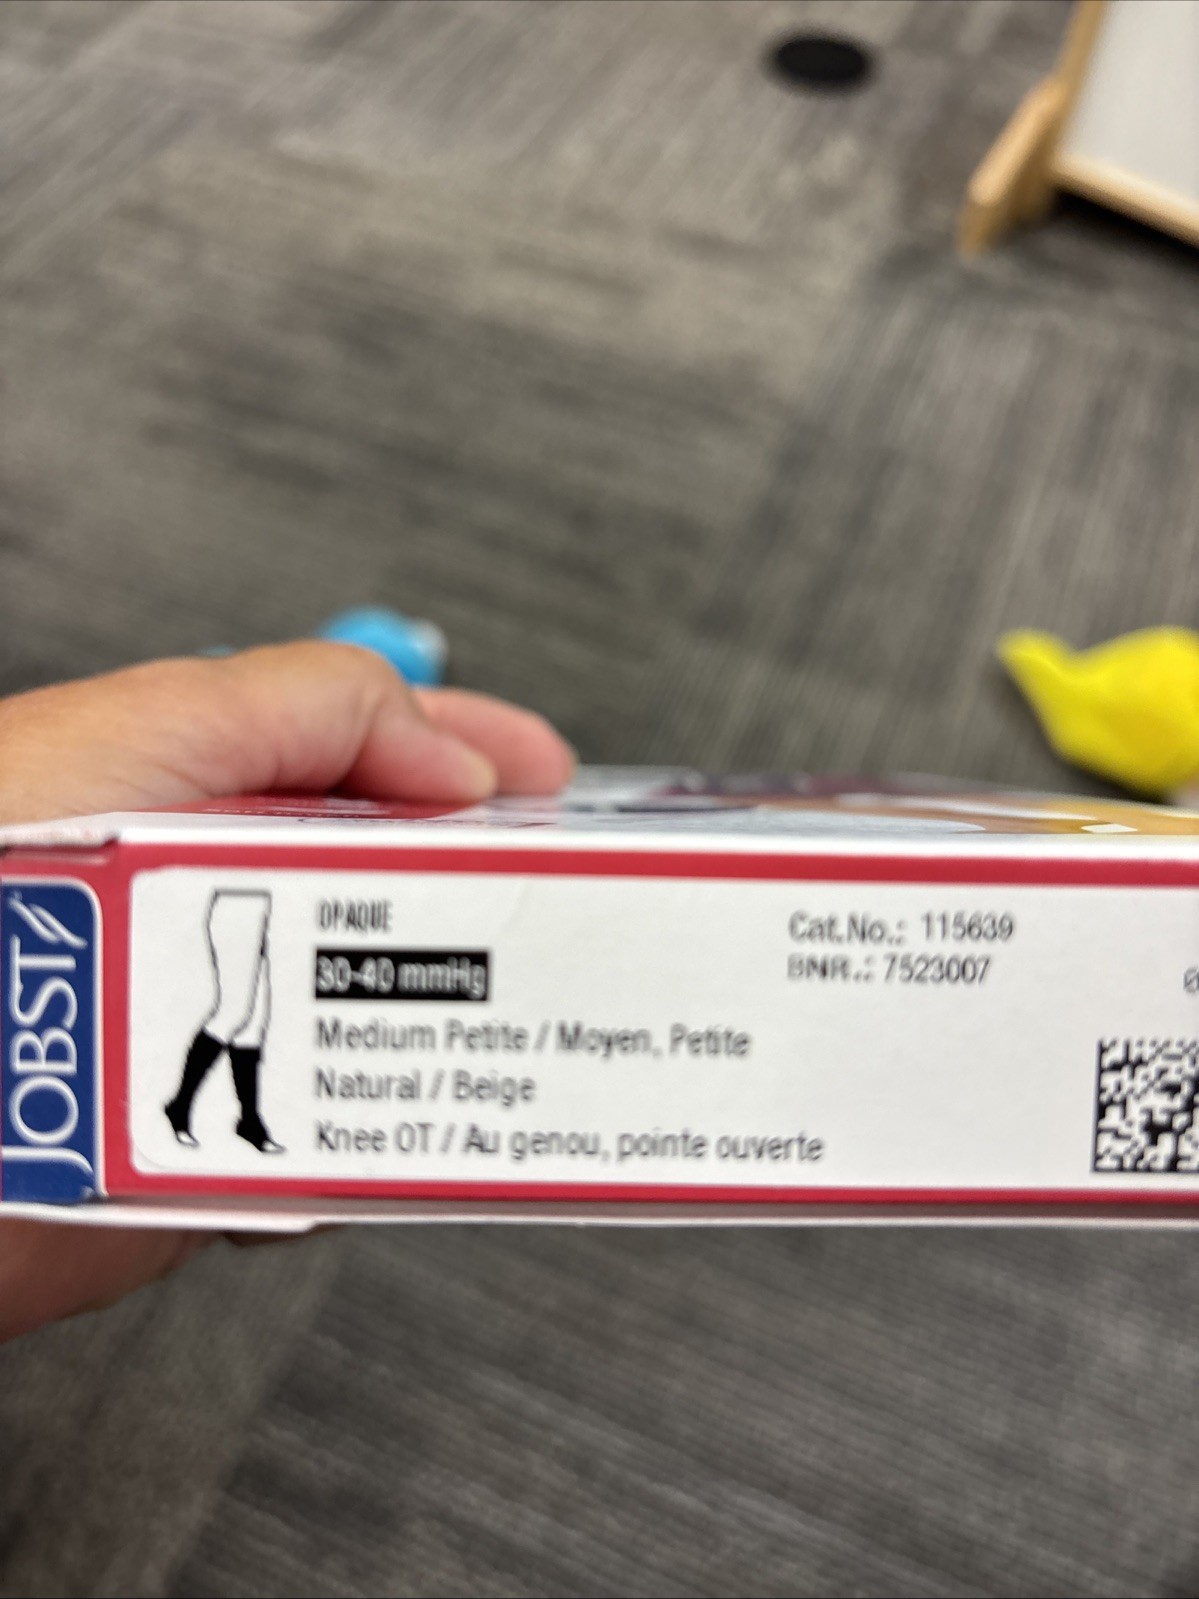 JOBST
OPAQUE
30-40 mmHg
Medium Petite / Moyen, Petite
Natural / Beige
Knee OT / Au genou, pointe ouverte
Cat.No.: 115639
BNR.: 7523007